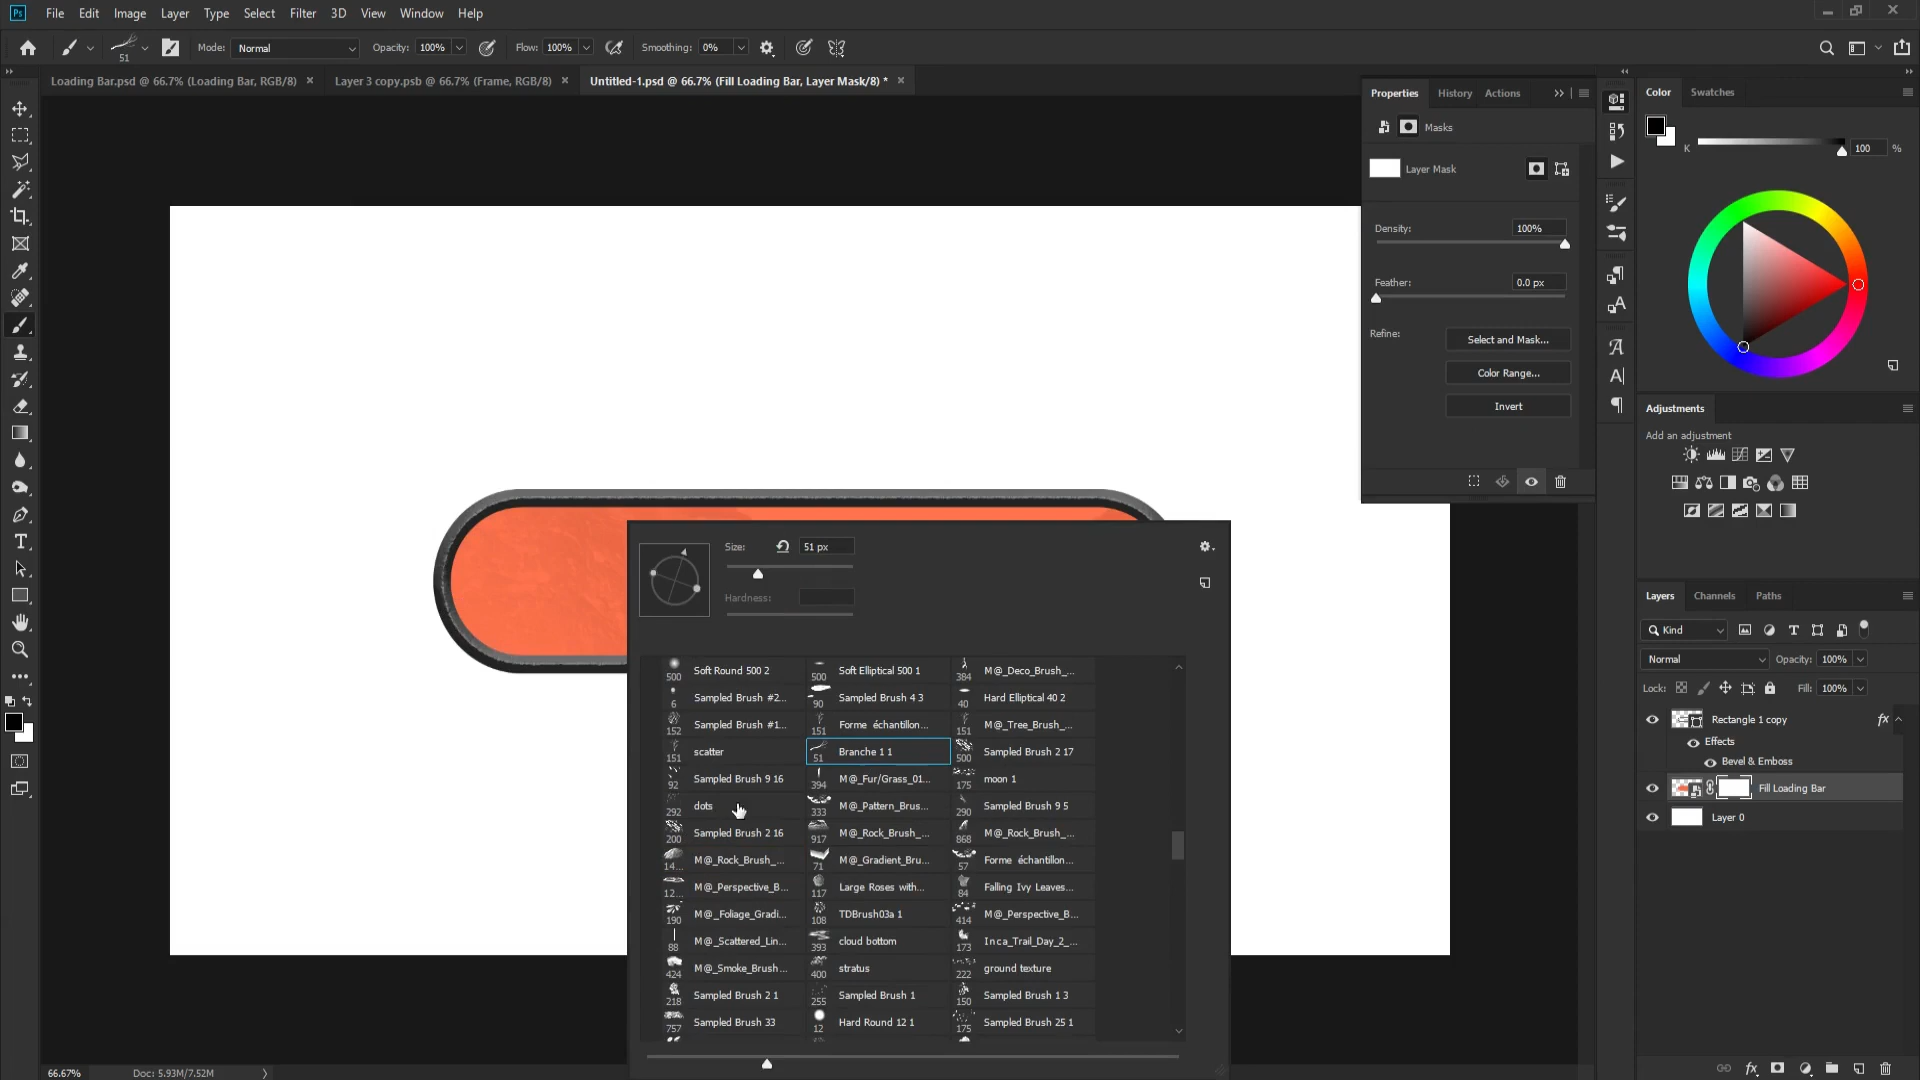 Ps File Edit Image Layer Type Select Filter 3D View Window Help
51 Mode: Normal Opacity: 100% Flow: 100% Smoothing: 0%
Loading Bar.psd @ 66.7% (Loading Bar, RGB/8) × Layer 3 copy.psb @ 66.7% (Frame, RGB/8) × Untitled-1.psd @ 66.7% (Fill Loading Bar, Layer Mask/8) * ×
Properties History Actions
Masks
Layer Mask
Density: 100%
Feather: 0.0 px
Refine: Select and Mask...
Color Range...
Invert
Color Swatches
K 100 %
Adjustments
Add an adjustment
Layers Channels Paths
Kind
Normal Opacity: 100%
Lock: Fill: 100%
Rectangle 1 copy fx
Effects
Bevel & Emboss
Fill Loading Bar
Layer 0
Size: 51 px
Hardness:
500 Soft Round 500 2 500 Soft Elliptical 500 1 384 M@_Deco_Brush_...
6 Sampled Brush #2... 90 Sampled Brush 4 3 40 Hard Elliptical 40 2
152 Sampled Brush #1... 151 Forme échantillon... 151 M@_Tree_Brush_...
151 scatter 51 Branche 1 1 500 Sampled Brush 2 17
92 Sampled Brush 9 16 394 M@_Fur/Grass_01... 175 moon 1
292 dots 333 M@_Pattern_Brus... 290 Sampled Brush 9 5
200 Sampled Brush 2 16 917 M@_Rock_Brush_... 868 M@_Rock_Brush_...
14... M@_Rock_Brush_... 71 M@_Gradient_Bru... 57 Forme échantillon...
12... M@_Perspective_B... 117 Large Roses with... 84 Falling Ivy Leaves...
190 M@_Foliage_Gradi... 108 TDBrush03a 1 414 M@_Perspective_B...
88 M@_Scattered_Lin... 393 cloud bottom 173 Inca_Trail_Day_2_...
424 M@_Smoke_Brush... 400 stratus 222 ground texture
218 Sampled Brush 2 1 255 Sampled Brush 1 150 Sampled Brush 1 3
757 Sampled Brush 33 12 Hard Round 12 1 175 Sampled Brush 25 1
66.67% Doc: 5.93M/7.52M